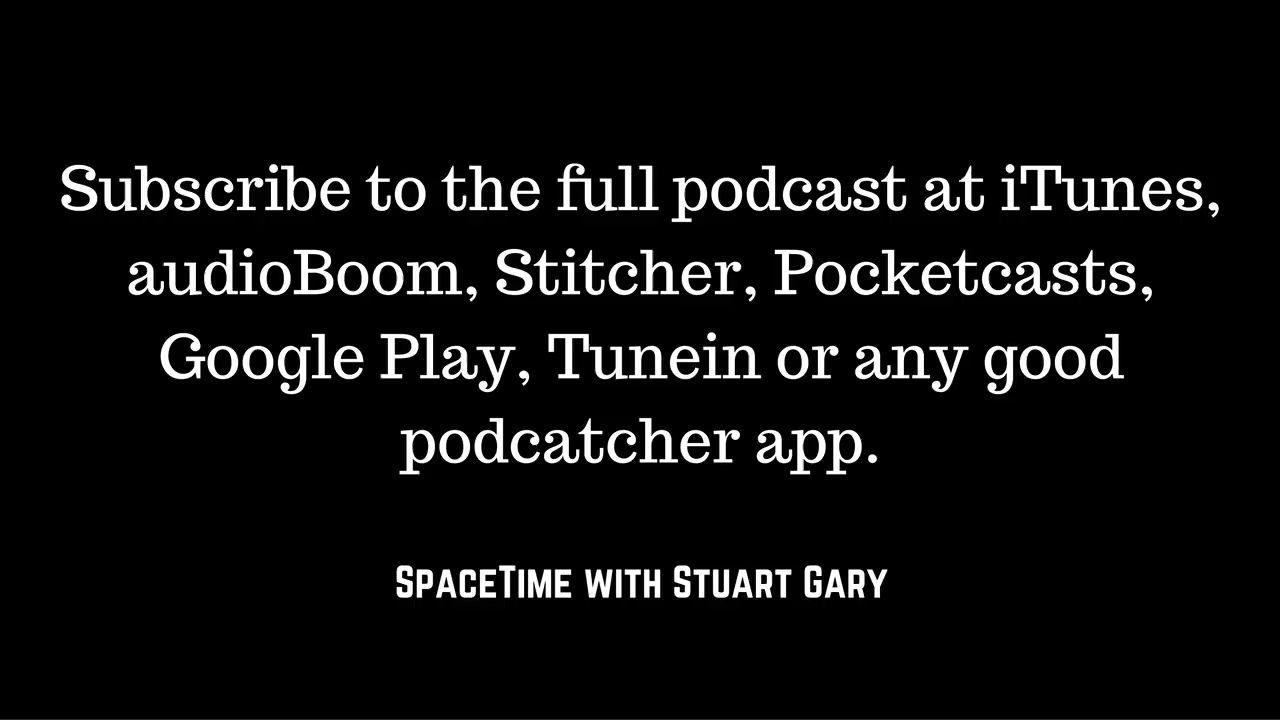 Subscribe to the full podcast at iTunes,
audioBoom, Stitcher, Pocketcasts,
Google Play, Tunein or any good
podcatcher app.
SpaceTime with Stuart Gary